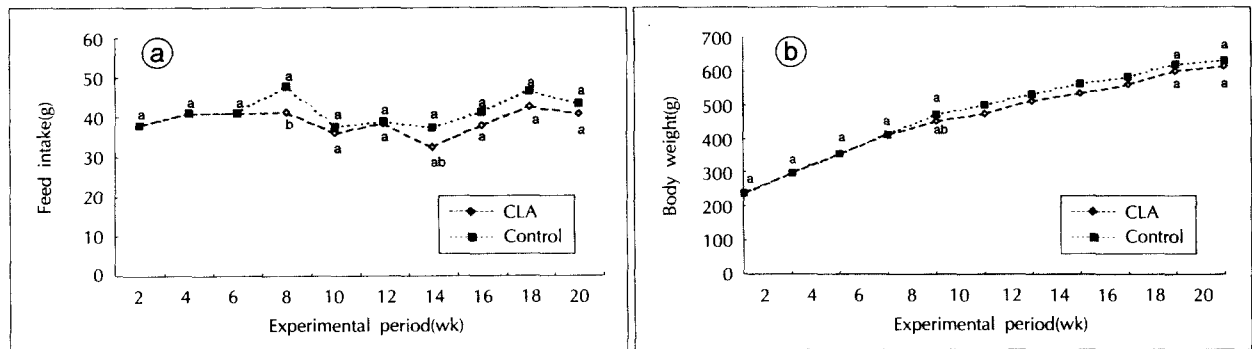 ⓐ
60
50
40
30
20
10
0
Feed intake(g)
a a a a a a a a a a
b a a ab a a a
CLA
Control
2 4 6 8 10 12 14 16 18 20
Experimental period(wk)
ⓑ
700
600
500
400
300
200
100
0
Body weight(g)
a a a a a a a
ab a a
CLA
Control
2 4 6 8 10 12 14 16 18 20
Experimental period(wk)